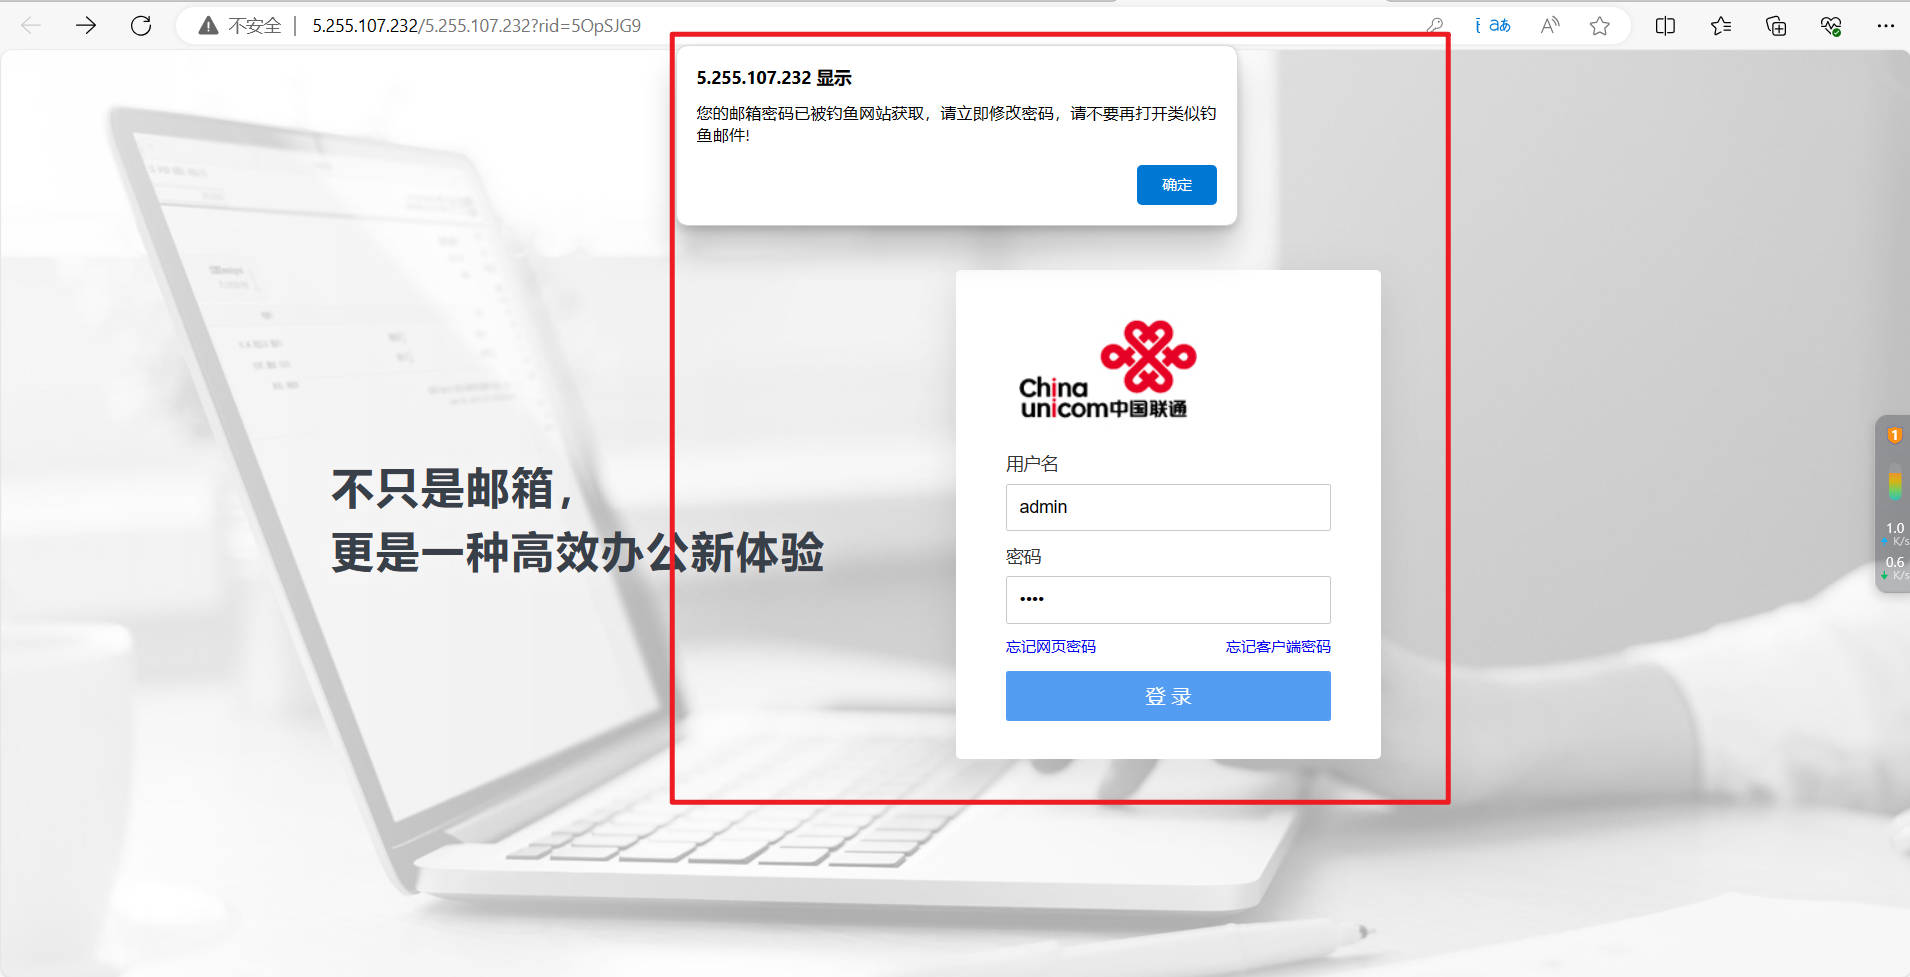 不安全 | 5.255.107.232/5.255.107.232?rid=5OpSJG9
5.255.107.232 显示
您的邮箱密码已被钓鱼网站获取，请立即修改密码，请不要再打开类似钓
鱼邮件!
确定
China
unicom中国联通
用户名
admin
密码
••••
忘记网页密码
忘记客户端密码
登 录
不只是邮箱，
更是一种高效办公新体验
1
1.0
K/s
0.6
K/s